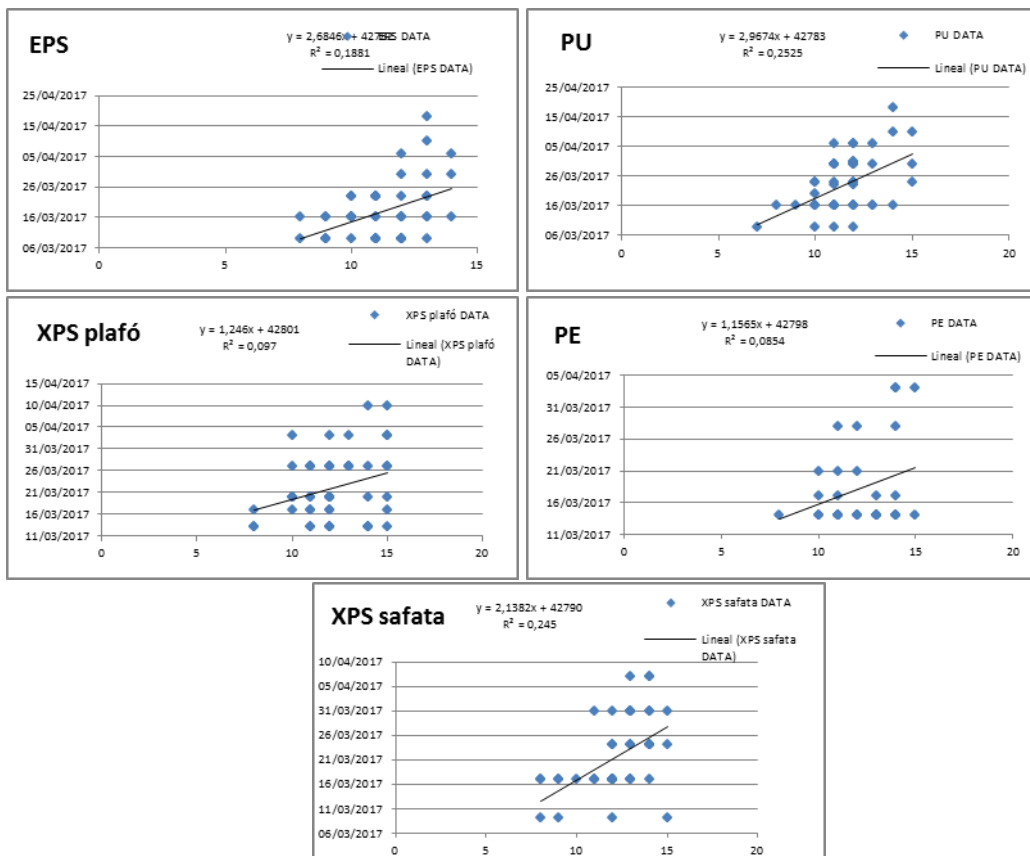 EPS
y = 2,6846x +
R² = 0,1881
EPS DATA
Lineal (EPS DATA)
25/04/2017
15/04/2017
05/04/2017
26/03/2017
16/03/2017
06/03/2017
0 5 10 15
PU
y = 2,9674x + 42783
R² = 0,2525
PU DATA
Lineal (PU DATA)
25/04/2017
15/04/2017
05/04/2017
26/03/2017
16/03/2017
06/03/2017
0 5 10 15 20
XPS plafó
y = 1,246x + 42801
R² = 0,097
XPS plafó DATA
Lineal (XPS plafó
DATA)
15/04/2017
10/04/2017
05/04/2017
31/03/2017
26/03/2017
21/03/2017
16/03/2017
11/03/2017
0 5 10 15 20
PE
y = 1,1565x + 42798
R² = 0,0854
PE DATA
Lineal (PE DATA)
05/04/2017
31/03/2017
26/03/2017
21/03/2017
16/03/2017
11/03/2017
0 5 10 15 20
XPS safata
y = 2,1382x + 42790
R² = 0,245
XPS safata DATA
Lineal (XPS safata
DATA)
10/04/2017
05/04/2017
31/03/2017
26/03/2017
21/03/2017
16/03/2017
11/03/2017
06/03/2017
0 5 10 15 20